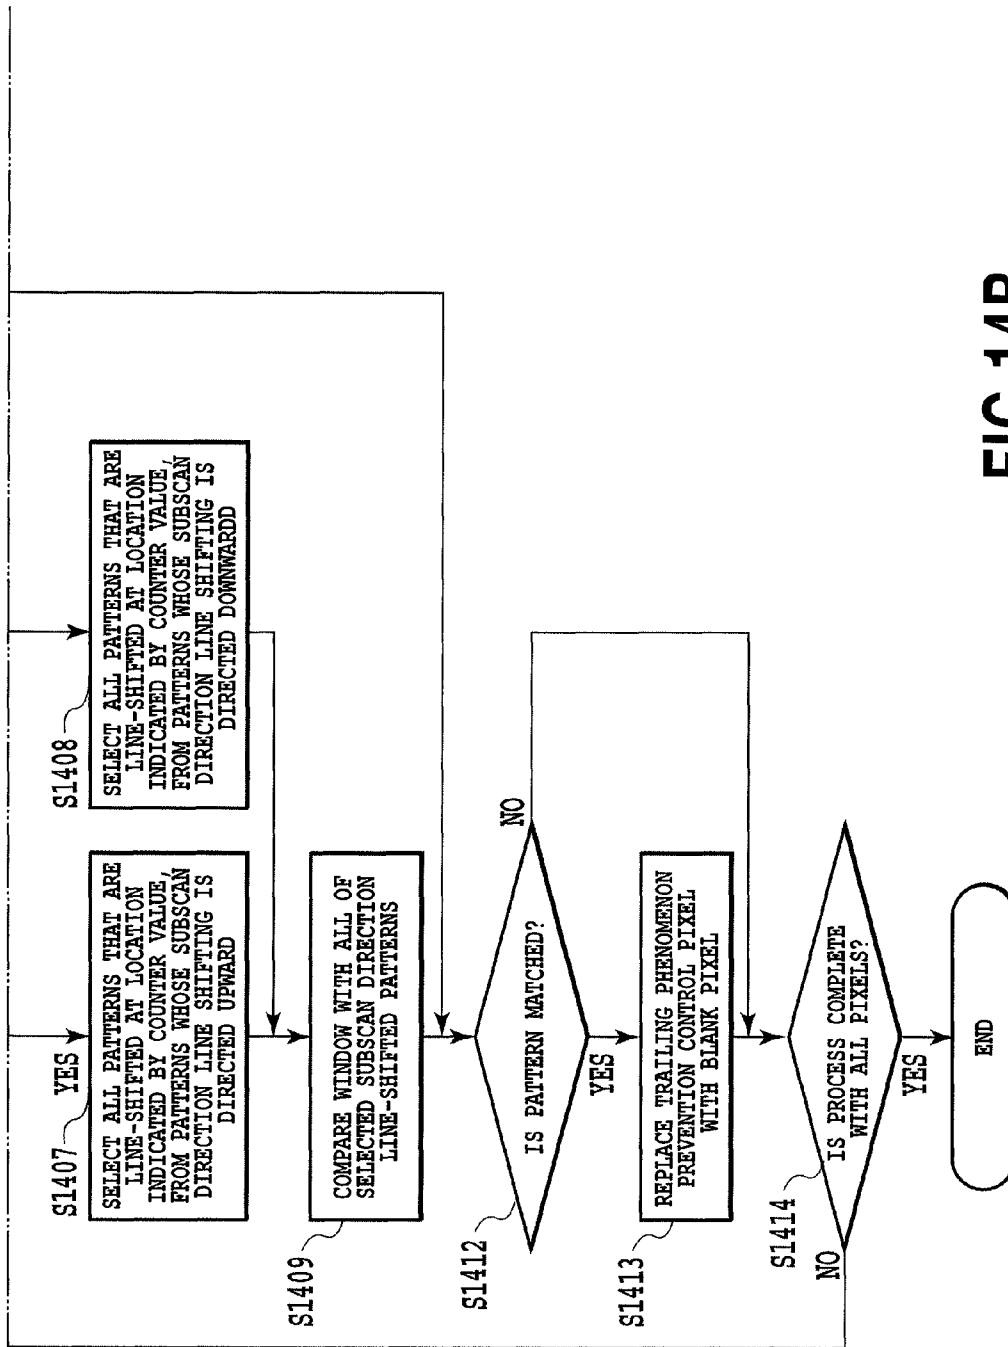 S1407
YES
SELECT ALL PATTERNS THAT ARE
LINE-SHIFTED AT LOCATION
INDICATED BY COUNTER VALUE,
FROM PATTERNS WHOSE SUBSCAN
DIRECTION LINE SHIFTING IS
DIRECTED UPWARD
S1408
SELECT ALL PATTERNS THAT ARE
LINE-SHIFTED AT LOCATION
INDICATED BY COUNTER VALUE,
FROM PATTERNS WHOSE SUBSCAN
DIRECTION LINE SHIFTING IS
DIRECTED DOWNWARDD
S1409
COMPARE WINDOW WITH ALL OF
SELECTED SUBSCAN DIRECTION
LINE-SHIFTED PATTERNS
S1412
IS PATTERN MATCHED?
NO
YES
S1413
REPLACE TRAILING PHENOMENON
PREVENTION CONTROL PIXEL
WITH BLANK PIXEL
S1414
IS PROCESS COMPLETE
WITH ALL PIXELS?
NO
YES
END
FIG.14B